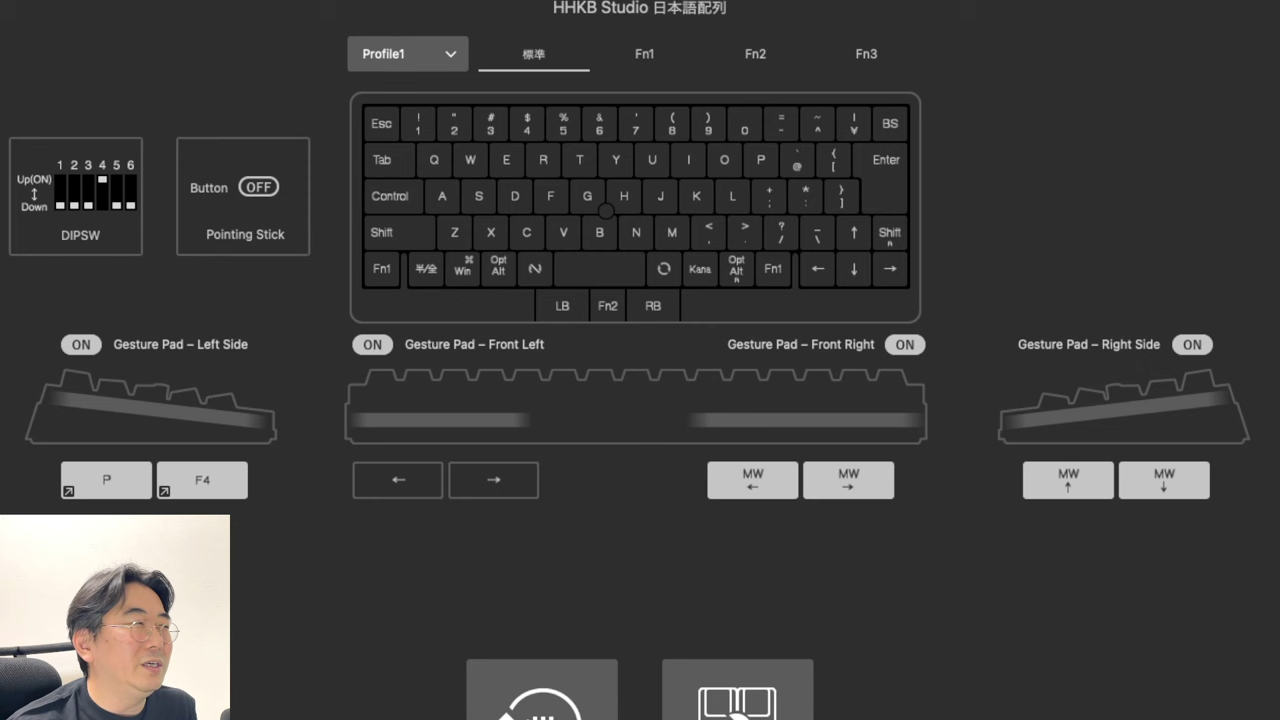 HHKB Studio 日本語配列
Profile1 標準 Fn1 Fn2 Fn3
Esc ! 1 " 2 # 3 $ 4 % 5 & 6 ' 7 ( 8 ) 9 0 = - ~ ^ | ¥ BS
Tab Q W E R T Y U I O P ` @ { [ Enter
Control A S D F G H J K L + ; * : } ]
Shift Z X C V B N M < , > . ? / _ \ ↑ Shift R
Fn1 半/全 ⌘ Win Opt Alt Kana Opt Alt R Fn1 ← ↓ →
LB Fn2 RB
1 2 3 4 5 6
Up(ON)
↕
Down
DIPSW
Button OFF
Pointing Stick
ON Gesture Pad – Left Side
ON Gesture Pad – Front Left
Gesture Pad – Front Right ON
Gesture Pad – Right Side ON
P F4
← →
MW ← MW →
MW ↑ MW ↓